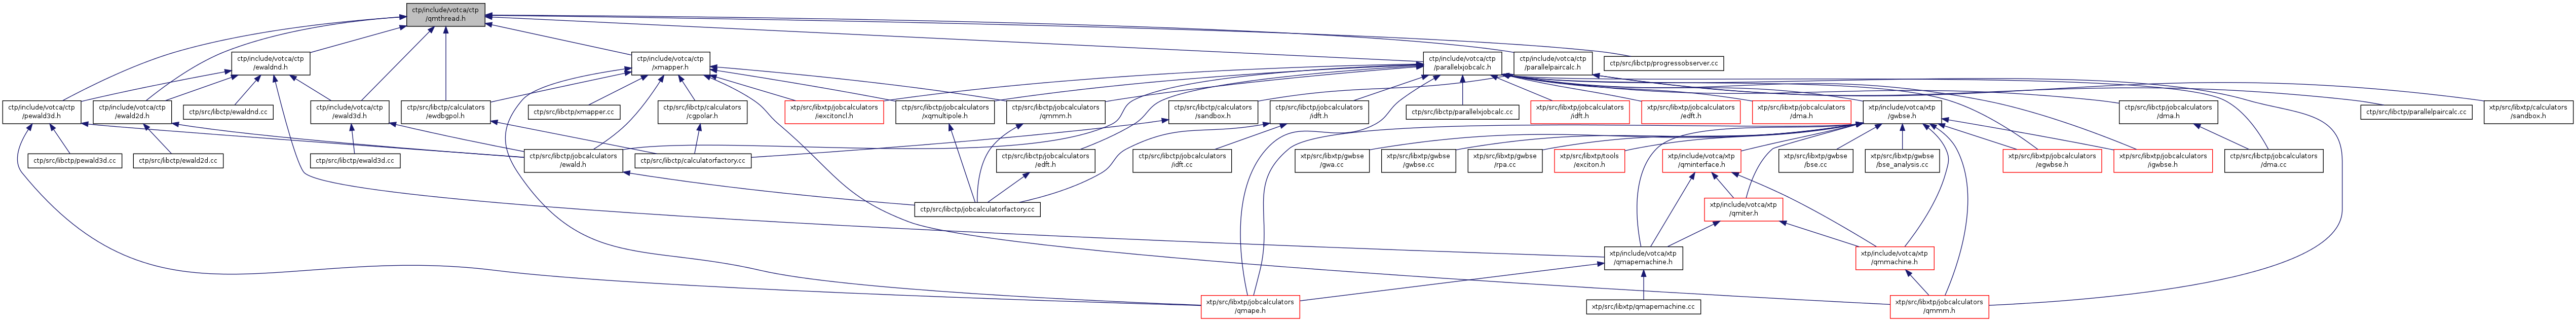 ctp/include/votca/ctp
/qmthread.h
ctp/include/votca/ctp
/ewaldnd.h
ctp/include/votca/ctp
/xmapper.h
ctp/include/votca/ctp
/parallelxjobcalc.h
ctp/include/votca/ctp
/parallelpaircalc.h
ctp/src/libctp/progressobserver.cc
ctp/include/votca/ctp
/pewald3d.h
ctp/include/votca/ctp
/ewald2d.h
ctp/src/libctp/ewaldnd.cc
ctp/include/votca/ctp
/ewald3d.h
ctp/src/libctp/calculators
/ewdbgpol.h
ctp/src/libctp/xmapper.cc
ctp/src/libctp/calculators
/cgpolar.h
xtp/src/libxtp/jobcalculators
/iexcitoncl.h
ctp/src/libctp/jobcalculators
/xqmultipole.h
ctp/src/libctp/jobcalculators
/qmmm.h
ctp/src/libctp/calculators
/sandbox.h
ctp/src/libctp/jobcalculators
/idft.h
ctp/src/libctp/parallelxjobcalc.cc
xtp/src/libxtp/jobcalculators
/idft.h
xtp/src/libxtp/jobcalculators
/edft.h
xtp/src/libxtp/jobcalculators
/dma.h
xtp/include/votca/xtp
/gwbse.h
ctp/src/libctp/jobcalculators
/dma.h
ctp/src/libctp/parallelpaircalc.cc
xtp/src/libxtp/calculators
/sandbox.h
ctp/src/libctp/pewald3d.cc
ctp/src/libctp/ewald2d.cc
ctp/src/libctp/ewald3d.cc
ctp/src/libctp/jobcalculators
/ewald.h
ctp/src/libctp/calculatorfactory.cc
ctp/src/libctp/jobcalculators
/edft.h
ctp/src/libctp/jobcalculators
/idft.cc
xtp/src/libxtp/gwbse
/gwa.cc
xtp/src/libxtp/gwbse
/gwbse.cc
xtp/src/libxtp/gwbse
/rpa.cc
xtp/src/libxtp/tools
/exciton.h
xtp/include/votca/xtp
/qminterface.h
xtp/src/libxtp/gwbse
/bse.cc
xtp/src/libxtp/gwbse
/bse_analysis.cc
xtp/src/libxtp/jobcalculators
/egwbse.h
xtp/src/libxtp/jobcalculators
/igwbse.h
ctp/src/libctp/jobcalculators
/dma.cc
ctp/src/libctp/jobcalculatorfactory.cc
xtp/include/votca/xtp
/qmiter.h
xtp/include/votca/xtp
/qmapemachine.h
xtp/include/votca/xtp
/qmmachine.h
xtp/src/libxtp/jobcalculators
/qmape.h
xtp/src/libxtp/qmapemachine.cc
xtp/src/libxtp/jobcalculators
/qmmm.h